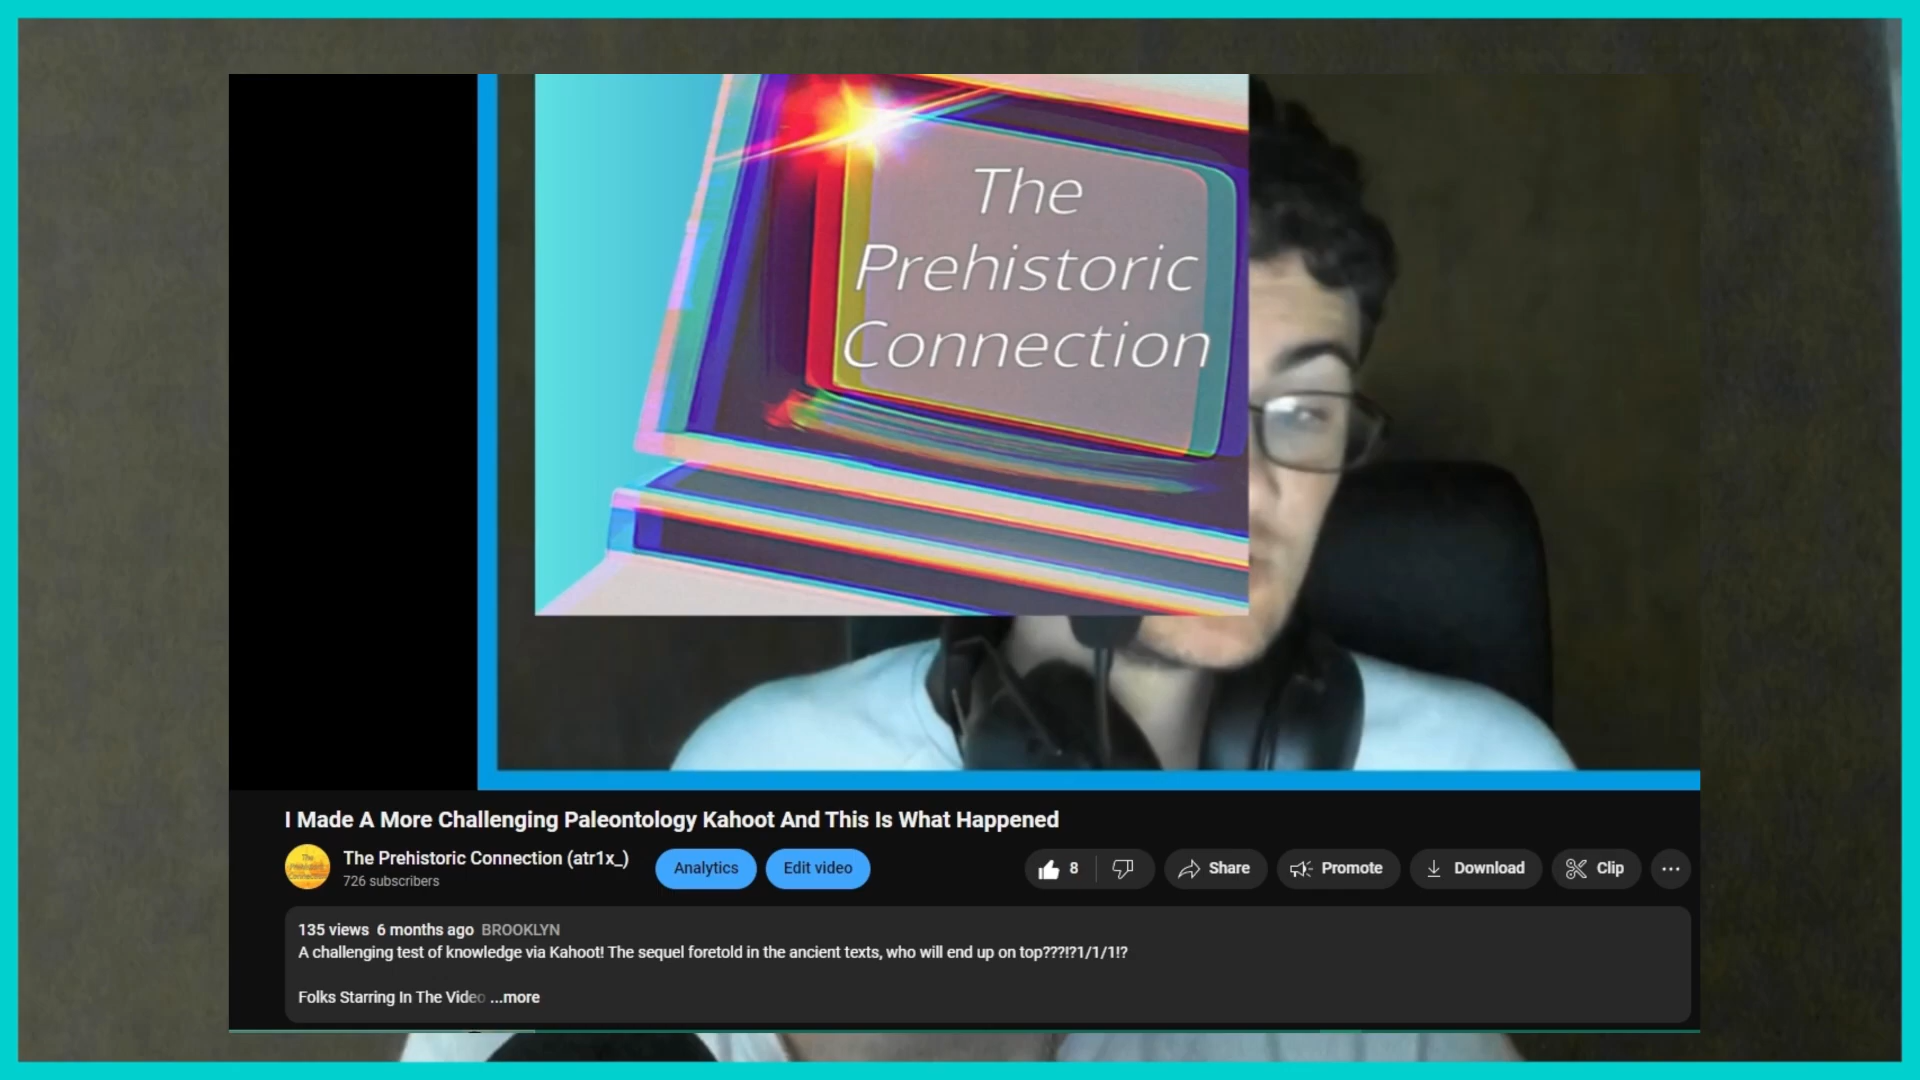 The
Prehistoric
Connection
I Made A More Challenging Paleontology Kahoot And This Is What Happened
The Prehistoric Connection (atr1x_)
726 subscribers
Analytics
Edit video
8
Share
Promote
Download
Clip
135 views 6 months ago BROOKLYN
A challenging test of knowledge via Kahoot! The sequel foretold in the ancient texts, who will end up on top???!?1/1/1!?
Folks Starring In The Video ...more